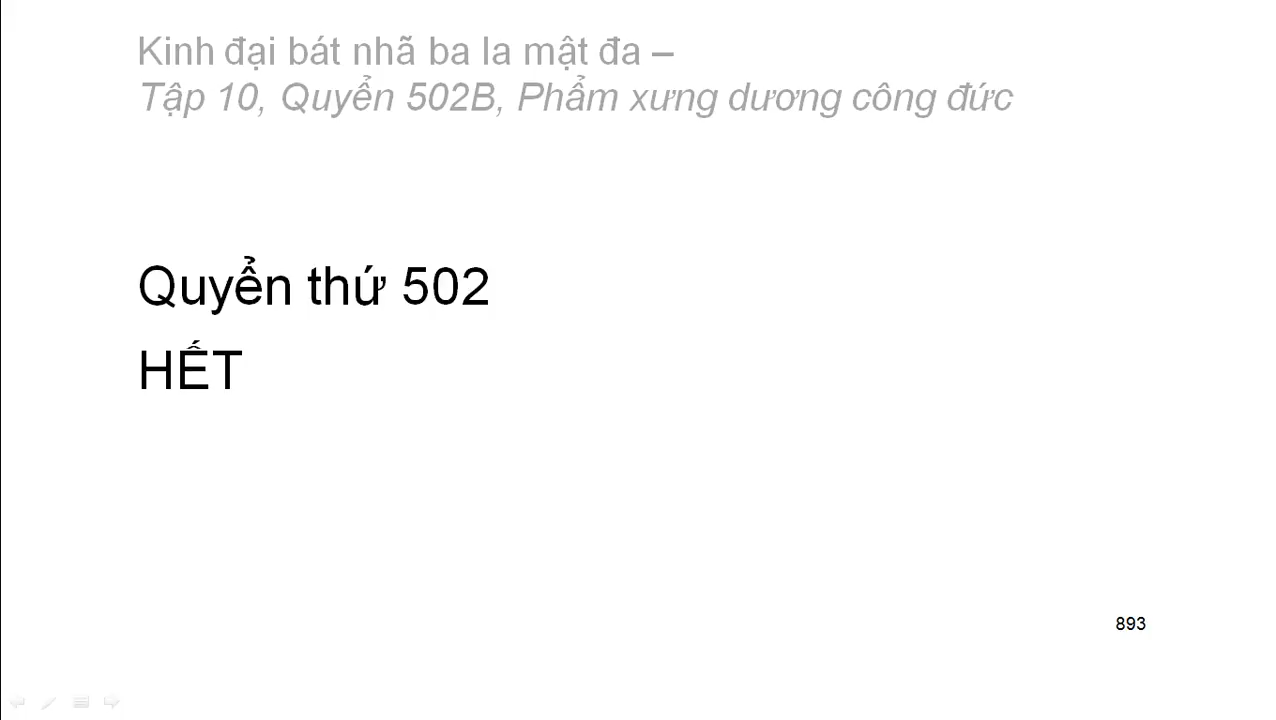 Kinh đại bát nhã ba la mật đa –
Tập 10, Quyển 502B, Phẩm xưng dương công đức
Quyển thứ 502
HẾT
893